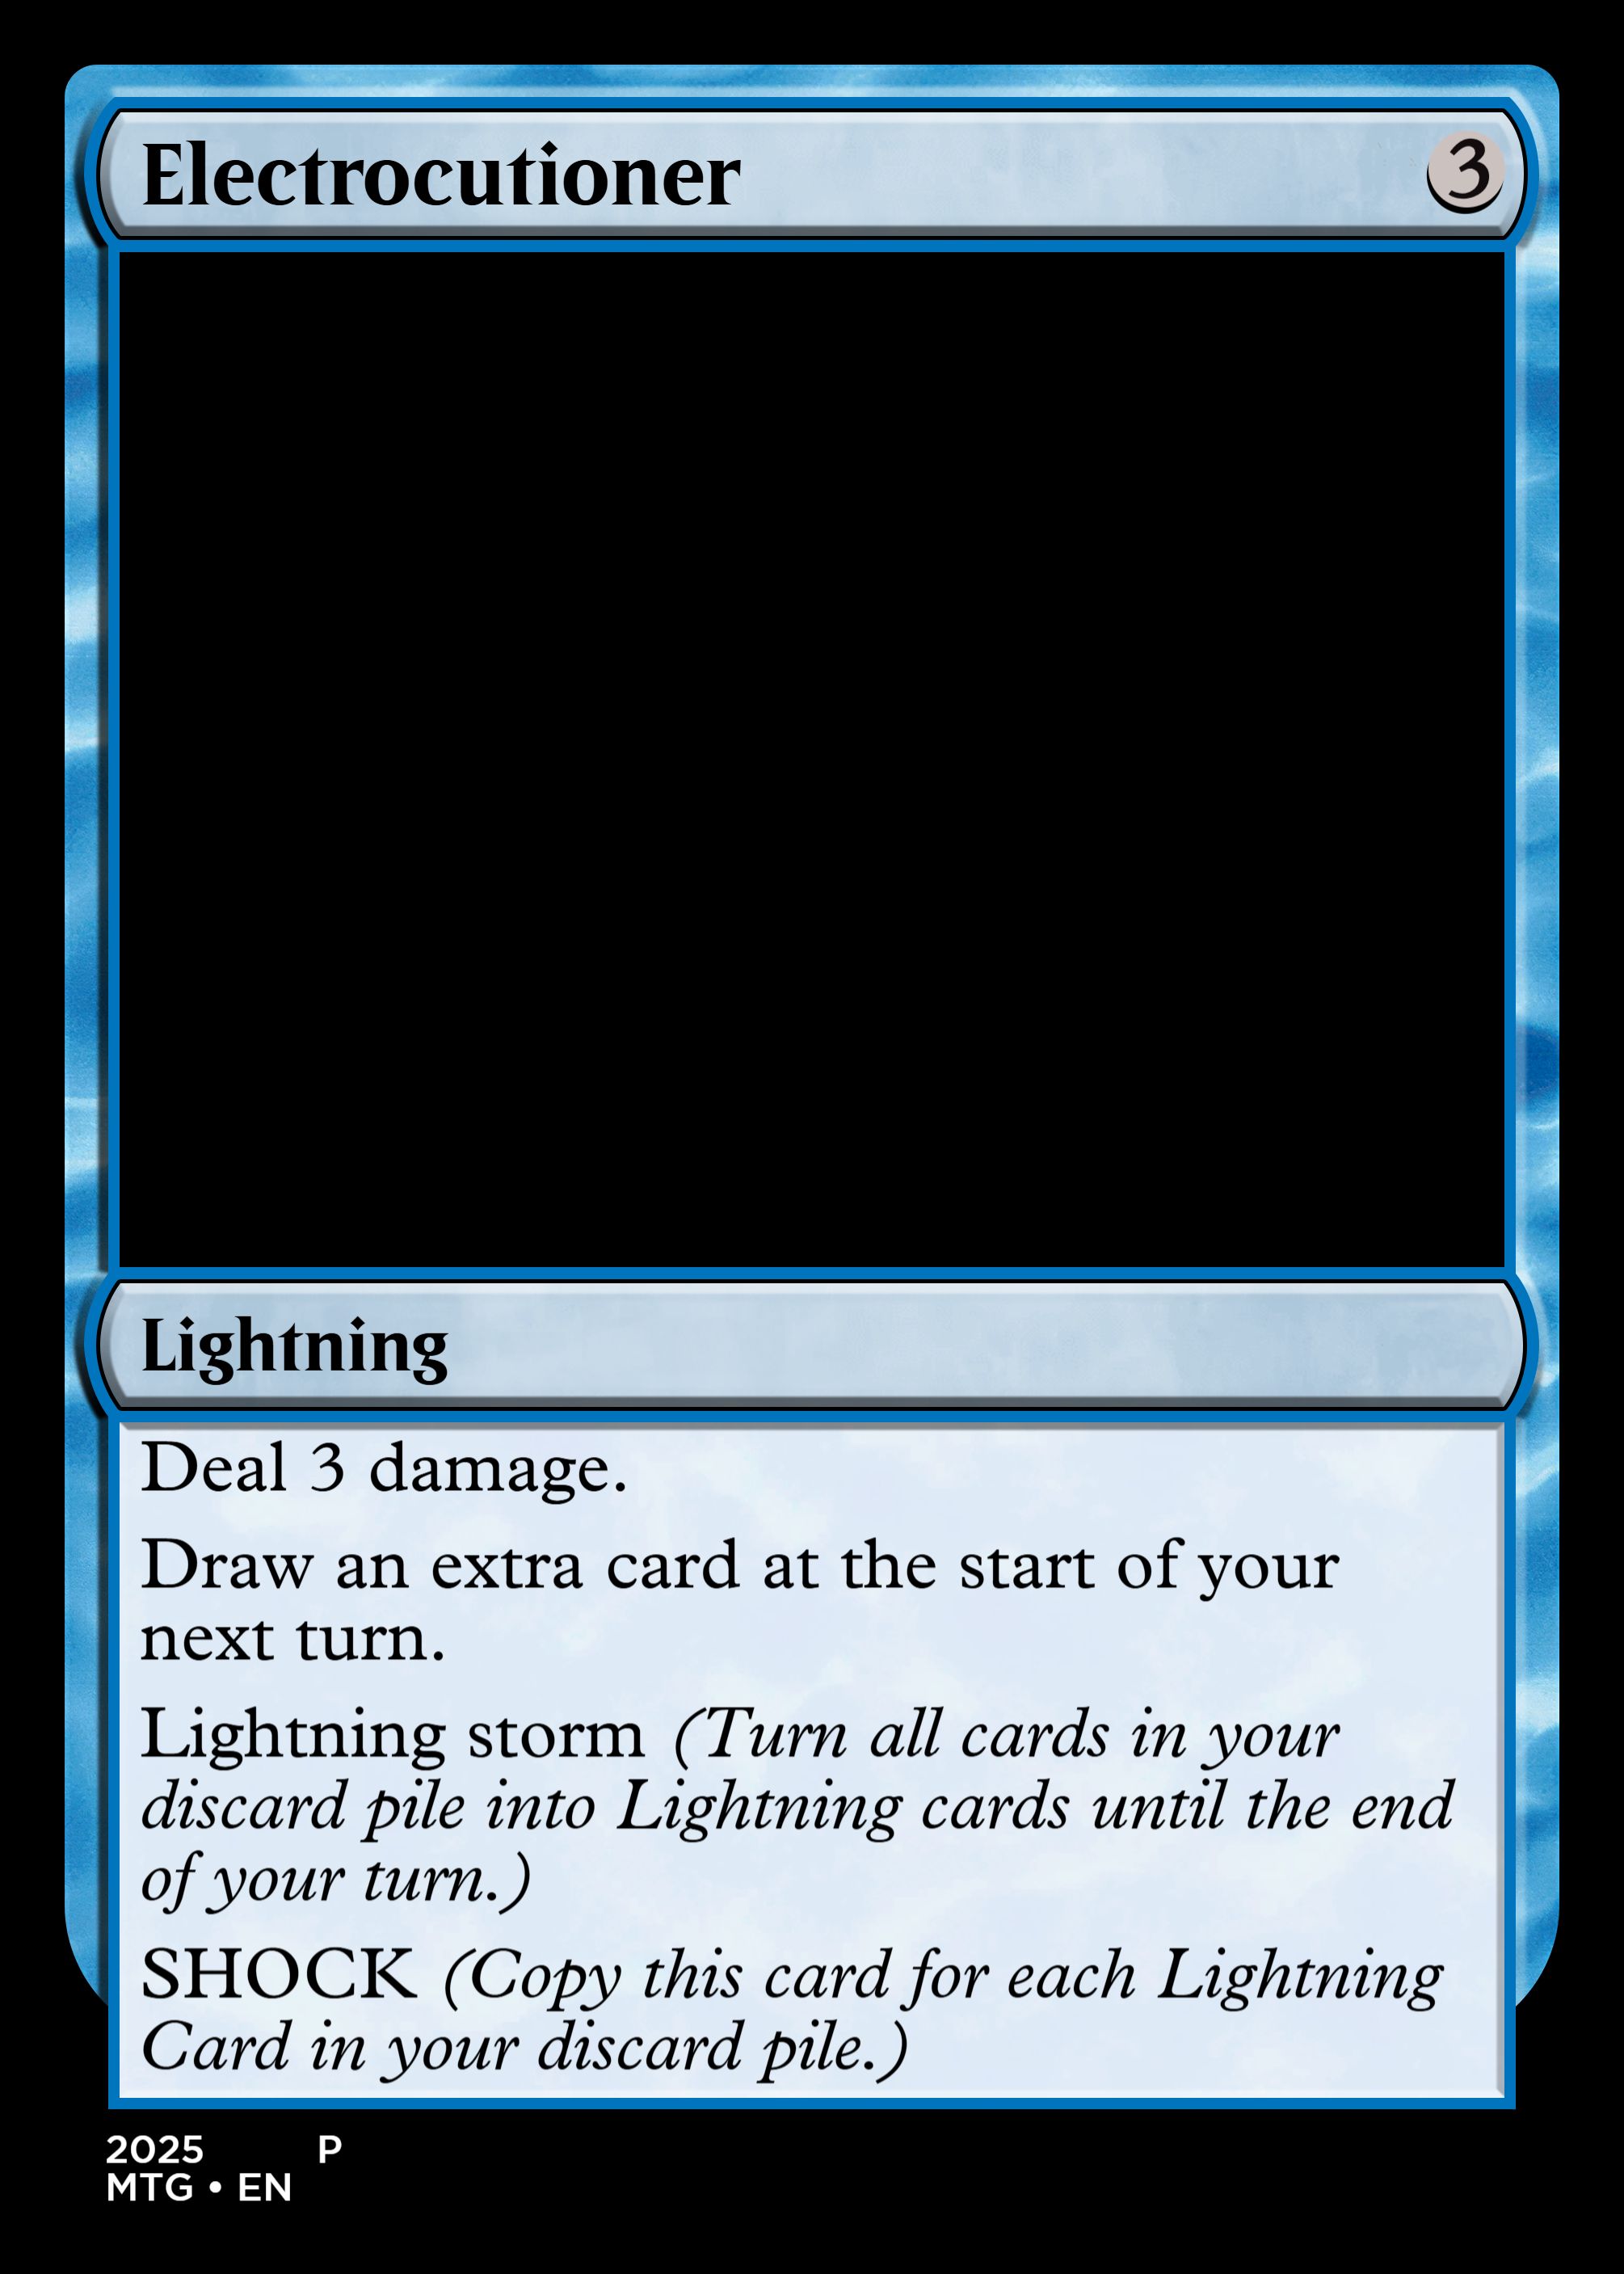 Electrocutioner 3
Lightning
Deal 3 damage.
Draw an extra card at the start of your
next turn.
Lightning storm (Turn all cards in your
discard pile into Lightning cards until the end
of your turn.)
SHOCK (Copy this card for each Lightning
Card in your discard pile.)
2025 P
MTG • EN